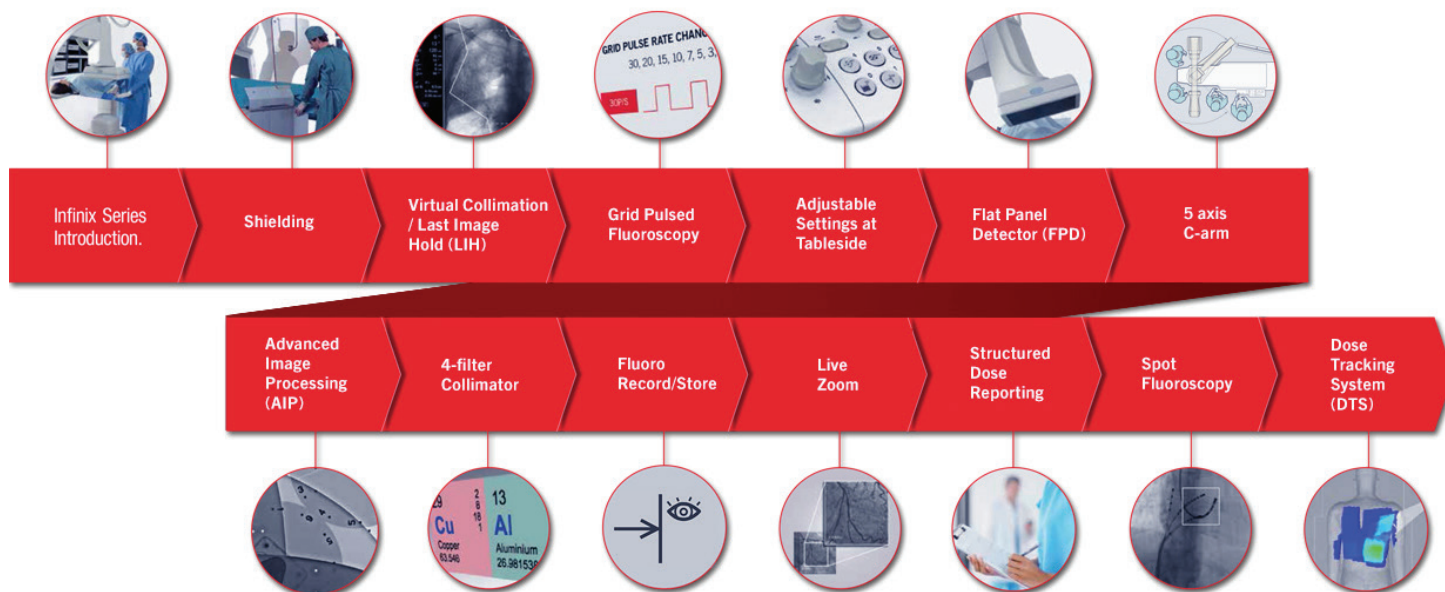 GRID PULSE RATE CHANG
30, 20, 15, 10, 7, 5, 3,
30P/S
Infinix Series
Introduction.
Shielding
Virtual Collimation
/ Last Image
Hold (LIH)
Grid Pulsed
Fluoroscopy
Adjustable
Settings at
Tableside
Flat Panel
Detector (FPD)
5 axis
C-arm
Advanced
Image
Processing
(AIP)
4-filter
Collimator
Fluoro
Record/Store
Live
Zoom
Structured
Dose
Reporting
Spot
Fluoroscopy
Dose
Tracking
System
(DTS)
29
2
8
18
1
Cu
Copper
63.546
13
Al
Aluminium
26.981538